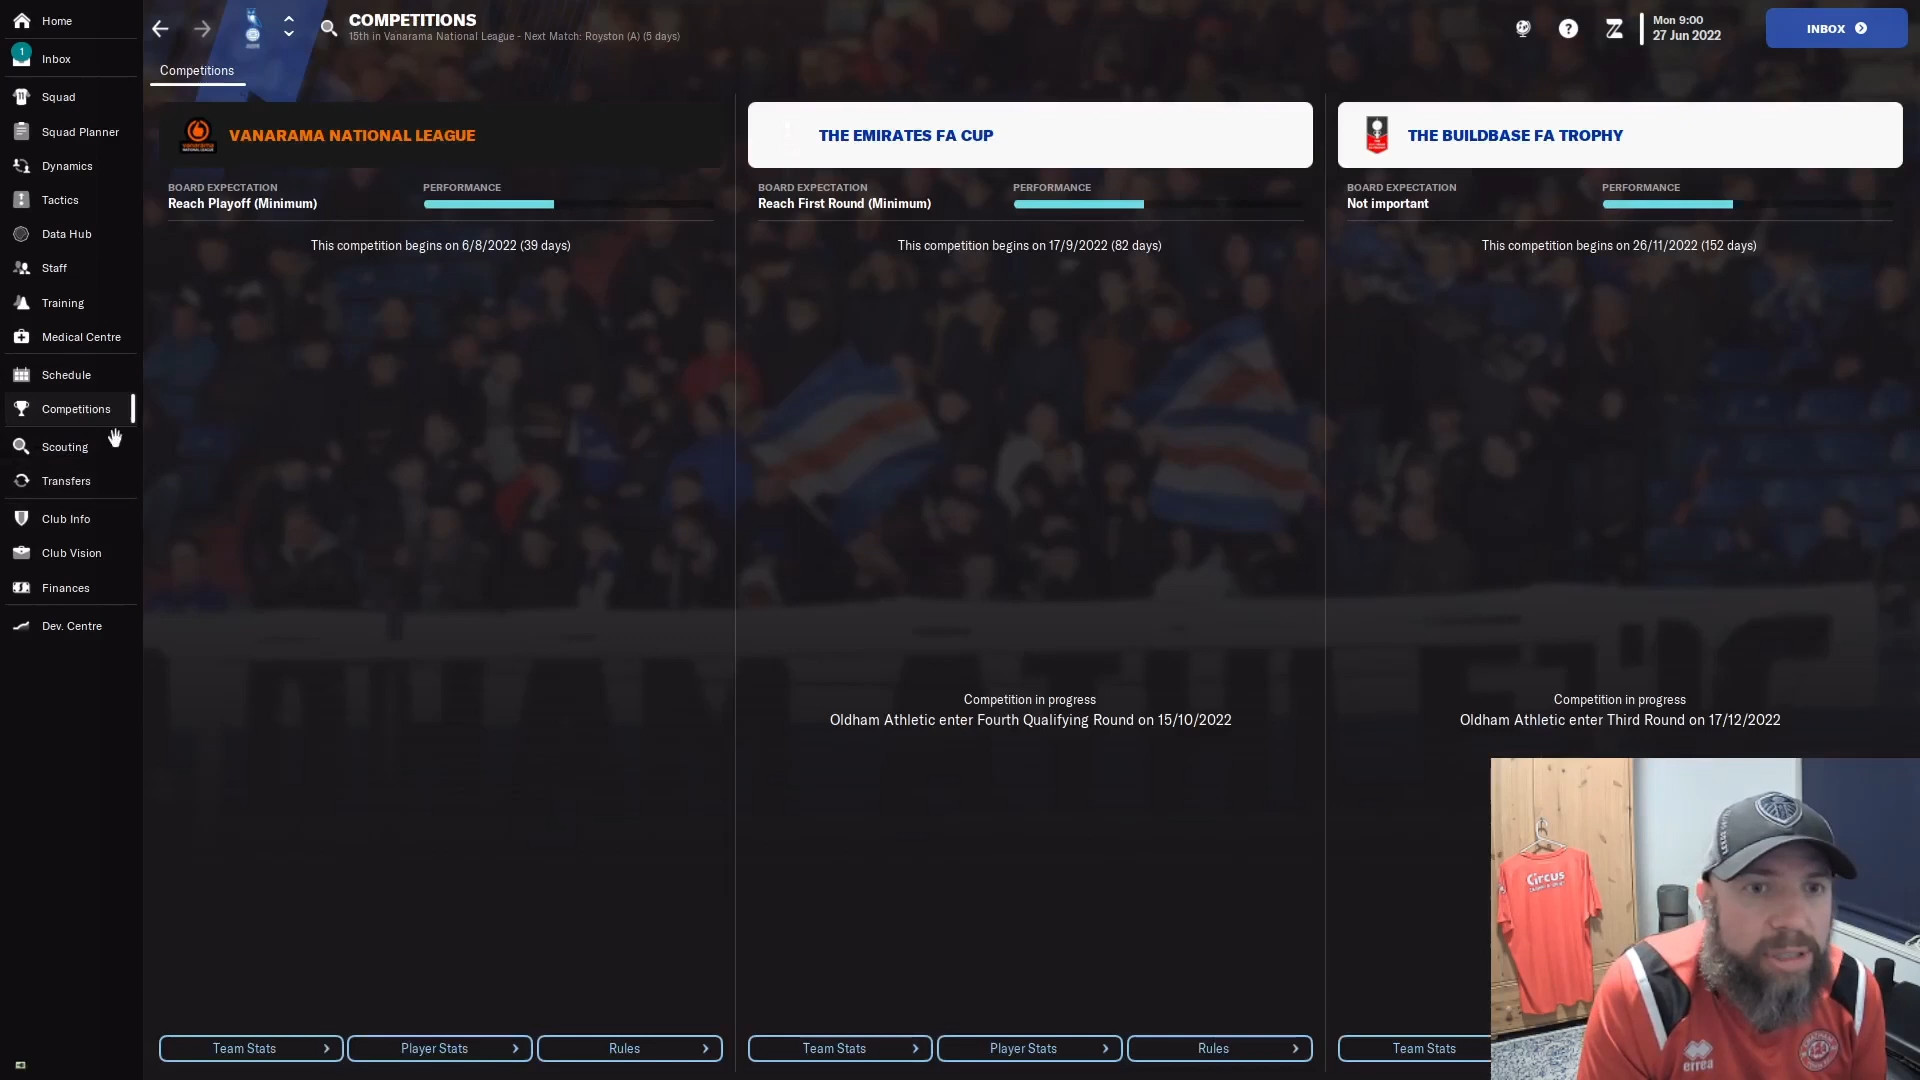 Home
1
Inbox
Squad
Squad Planner
Dynamics
Tactics
Data Hub
Staff
Training
Medical Centre
Schedule
Competitions
Scouting
Transfers
Club Info
Club Vision
Finances
Dev. Centre
COMPETITIONS
15th in Vanarama National League - Next Match: Royston (A) (5 days)
Mon 9:00
27 Jun 2022
INBOX
Competitions
VANARAMA NATIONAL LEAGUE
BOARD EXPECTATION
Reach Playoff (Minimum)
PERFORMANCE
This competition begins on 6/8/2022 (39 days)
Team Stats
Player Stats
Rules
THE EMIRATES FA CUP
BOARD EXPECTATION
Reach First Round (Minimum)
PERFORMANCE
This competition begins on 17/9/2022 (82 days)
Competition in progress
Oldham Athletic enter Fourth Qualifying Round on 15/10/2022
Team Stats
Player Stats
Rules
THE BUILDBASE FA TROPHY
BOARD EXPECTATION
Not important
PERFORMANCE
This competition begins on 26/11/2022 (152 days)
Competition in progress
Oldham Athletic enter Third Round on 17/12/2022
Team Stats
Circus
errea